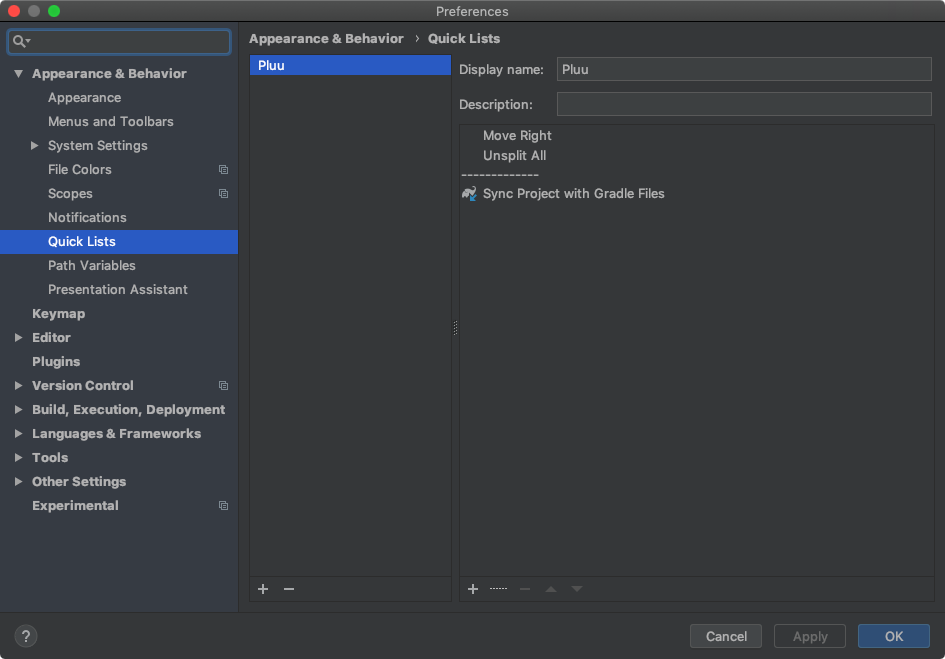 Preferences
Appearance & Behavior
Appearance
Menus and Toolbars
System Settings
File Colors
Scopes
Notifications
Quick Lists
Path Variables
Presentation Assistant
Keymap
Editor
Plugins
Version Control
Build, Execution, Deployment
Languages & Frameworks
Tools
Other Settings
Experimental
Appearance & Behavior › Quick Lists
Pluu
Display name: Pluu
Description:
Move Right
Unsplit All
-------------
Sync Project with Gradle Files
?
Cancel
Apply
OK